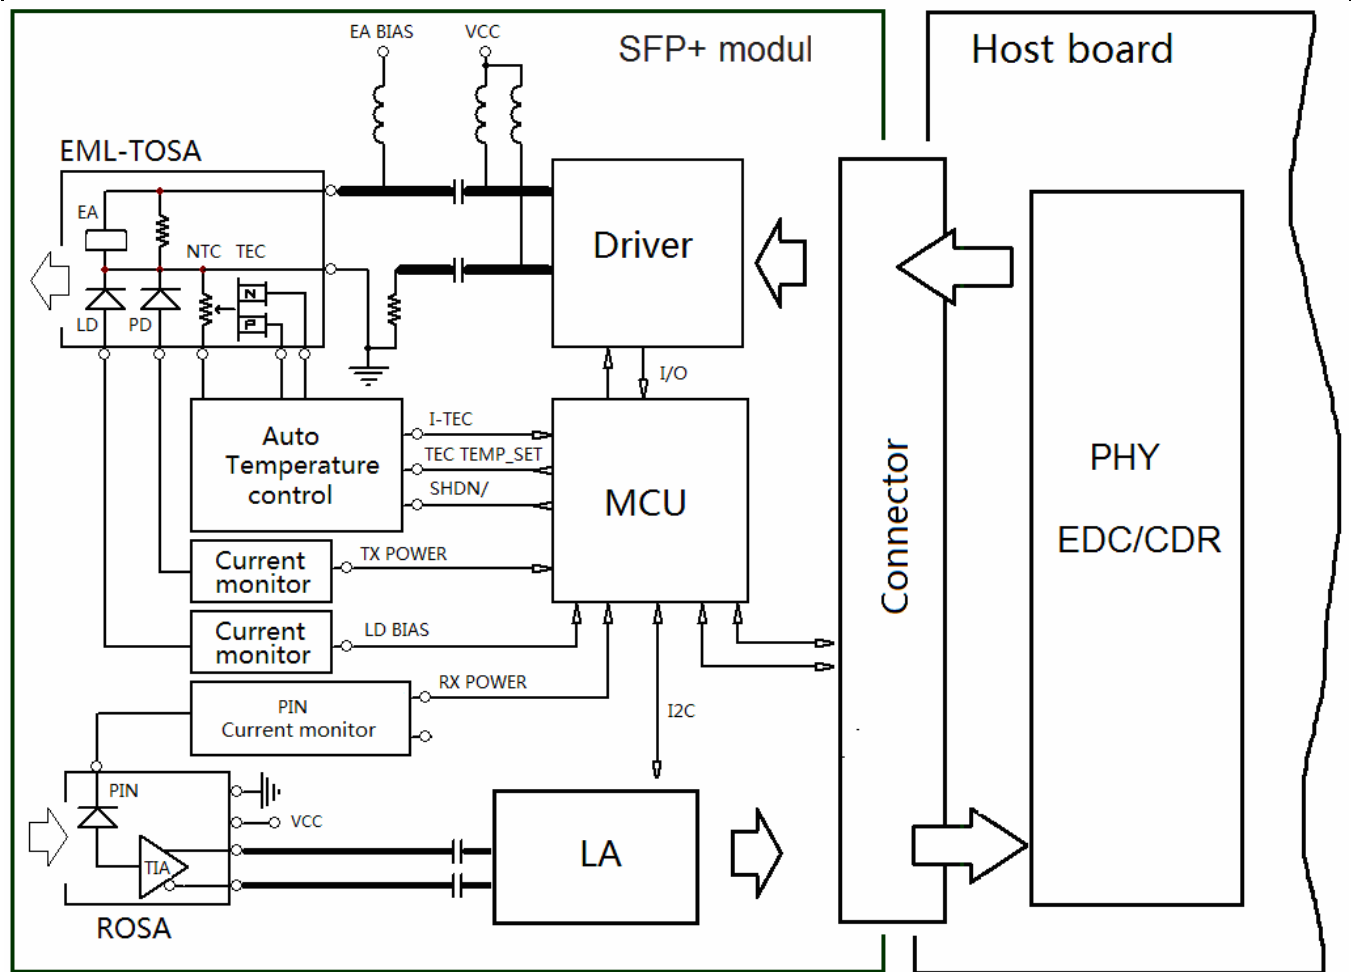 EA BIAS
VCC
SFP+ modul
Host board
EML-TOSA
EA
NTC TEC
N
P
LD
PD
Driver
I/O
Auto
Temperature
control
I-TEC
TEC TEMP_SET
SHDN/
MCU
Connector
PHY
EDC/CDR
Current
monitor
TX POWER
Current
monitor
LD BIAS
RX POWER
PIN
Current monitor
I2C
PIN
VCC
TIA
LA
ROSA